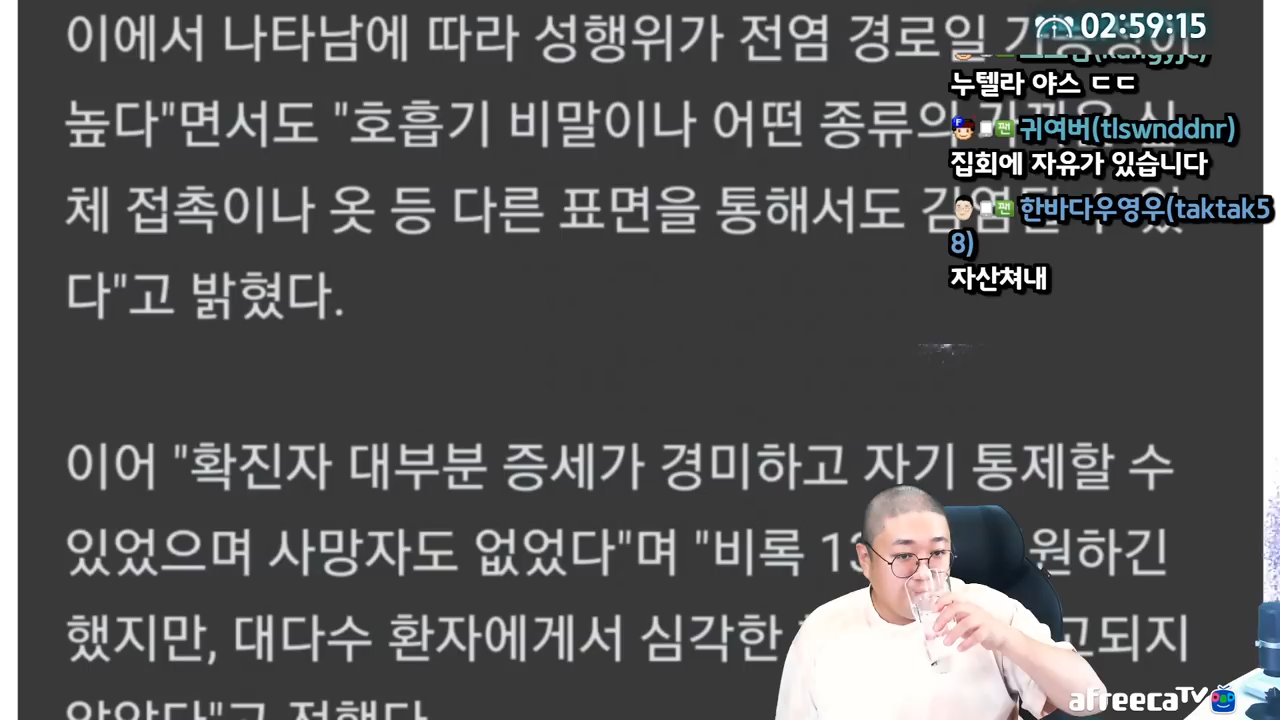 이에서 나타남에 따라 성행위가 전염 경로일
높다"면서도 "호흡기 비말이나 어떤 종류의
체 접촉이나 옷 등 다른 표면을 통해서도
다"고 밝혔다.
이어 "확진자 대부분 증세가 경미하고 자기 통제할 수
있었으며 사망자도 없었다"며 "비록 원하긴
했지만, 대다수 환자에게서 심각한 고되지
02:59:15
누텔라 야스 ㄷㄷ
귀여버(tlswnddnr)
집회에 자유가 있습니다
한바다우영우(taktak5
8)
자산쳐내
afreecaTV